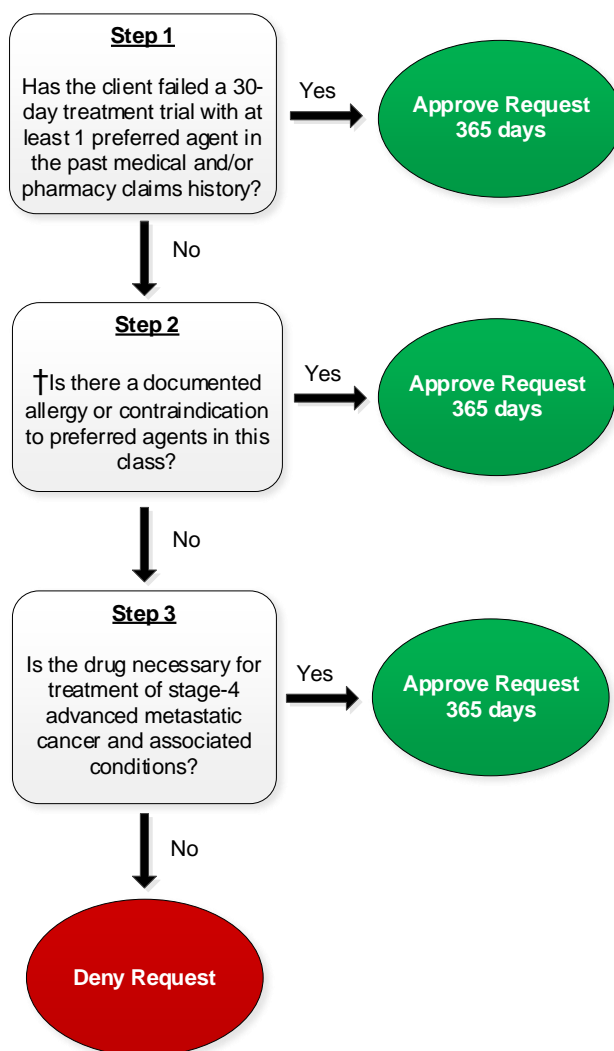 Step 1
Has the client failed a 30-
day treatment trial with at
least 1 preferred agent in
the past medical and/or
pharmacy claims history?
Yes
Approve Request
365 days
No
Step 2
†Is there a documented
allergy or contraindication
to preferred agents in this
class?
Yes
Approve Request
365 days
No
Step 3
Is the drug necessary for
treatment of stage-4
advanced metastatic
cancer and associated
conditions?
Yes
Approve Request
365 days
No
Deny Request